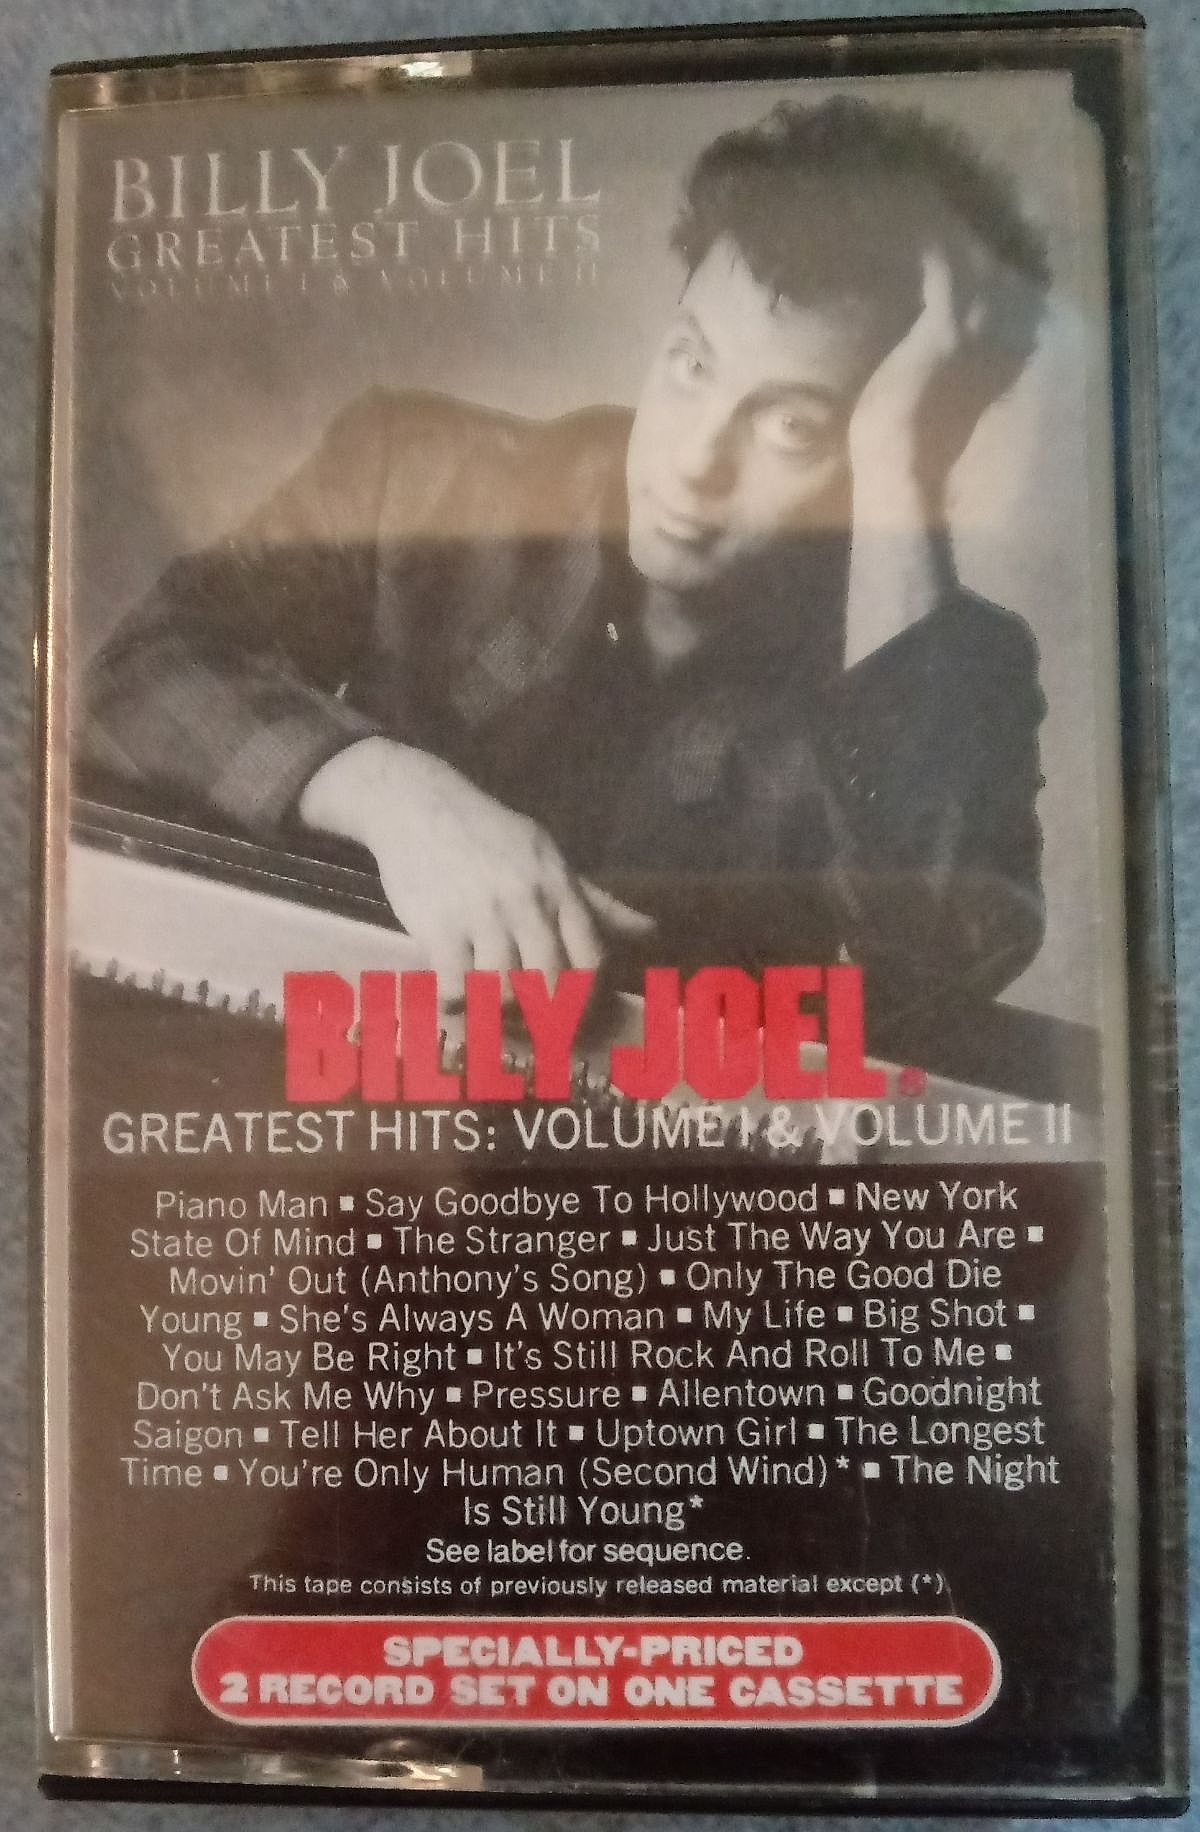 BILLY JOEL
GREATEST HITS
VOLUME I & VOLUME II
BILLY JOEL®
GREATEST HITS: VOLUME I & VOLUME II
Piano Man ▪ Say Goodbye To Hollywood ▪ New York
State Of Mind ▪ The Stranger ▪ Just The Way You Are ▪
Movin' Out (Anthony's Song) ▪ Only The Good Die
Young ▪ She's Always A Woman ▪ My Life ▪ Big Shot ▪
You May Be Right ▪ It's Still Rock And Roll To Me ▪
Don't Ask Me Why ▪ Pressure ▪ Allentown ▪ Goodnight
Saigon ▪ Tell Her About It ▪ Uptown Girl ▪ The Longest
Time ▪ You're Only Human (Second Wind)* ▪ The Night
Is Still Young*
See label for sequence.
This tape consists of previously released material except (*).
SPECIALLY-PRICED
2 RECORD SET ON ONE CASSETTE